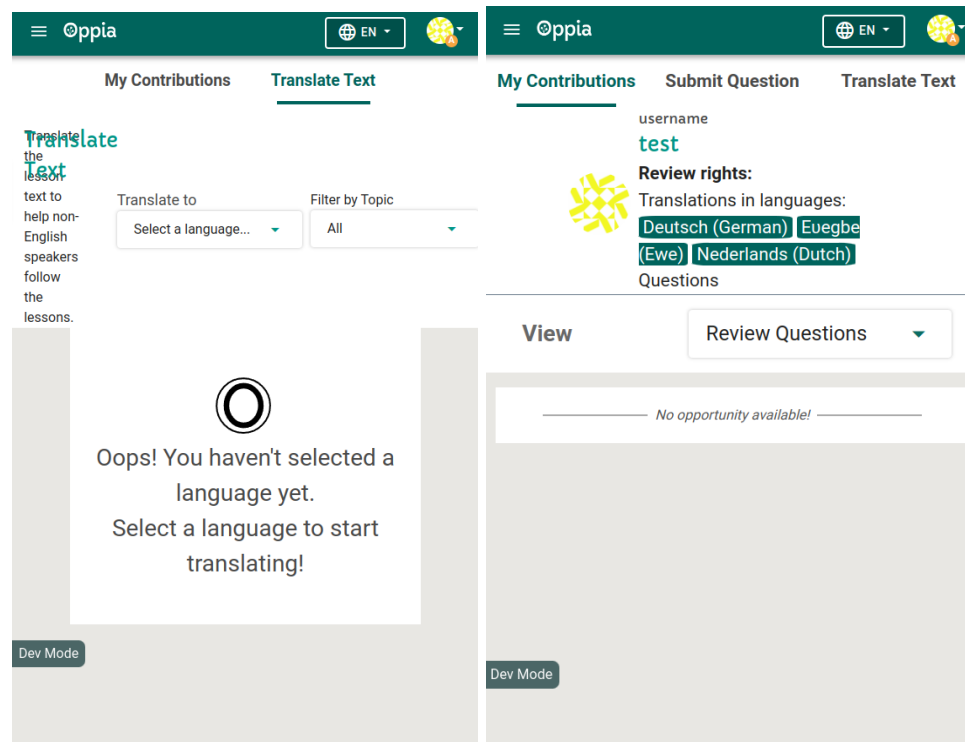 Oppia
EN
A
My Contributions
Translate Text
Translate
Text
Translate
the
lesson
text to
help non-
English
speakers
follow
the
lessons.
Translate to
Select a language...
Filter by Topic
All
Oops! You haven't selected a
language yet.
Select a language to start
translating!
Dev Mode
Oppia
EN
A
My Contributions
Submit Question
Translate Text
username
test
Review rights:
Translations in languages:
Deutsch (German) Euegbe
(Ewe) Nederlands (Dutch)
Questions
View
Review Questions
No opportunity available!
Dev Mode